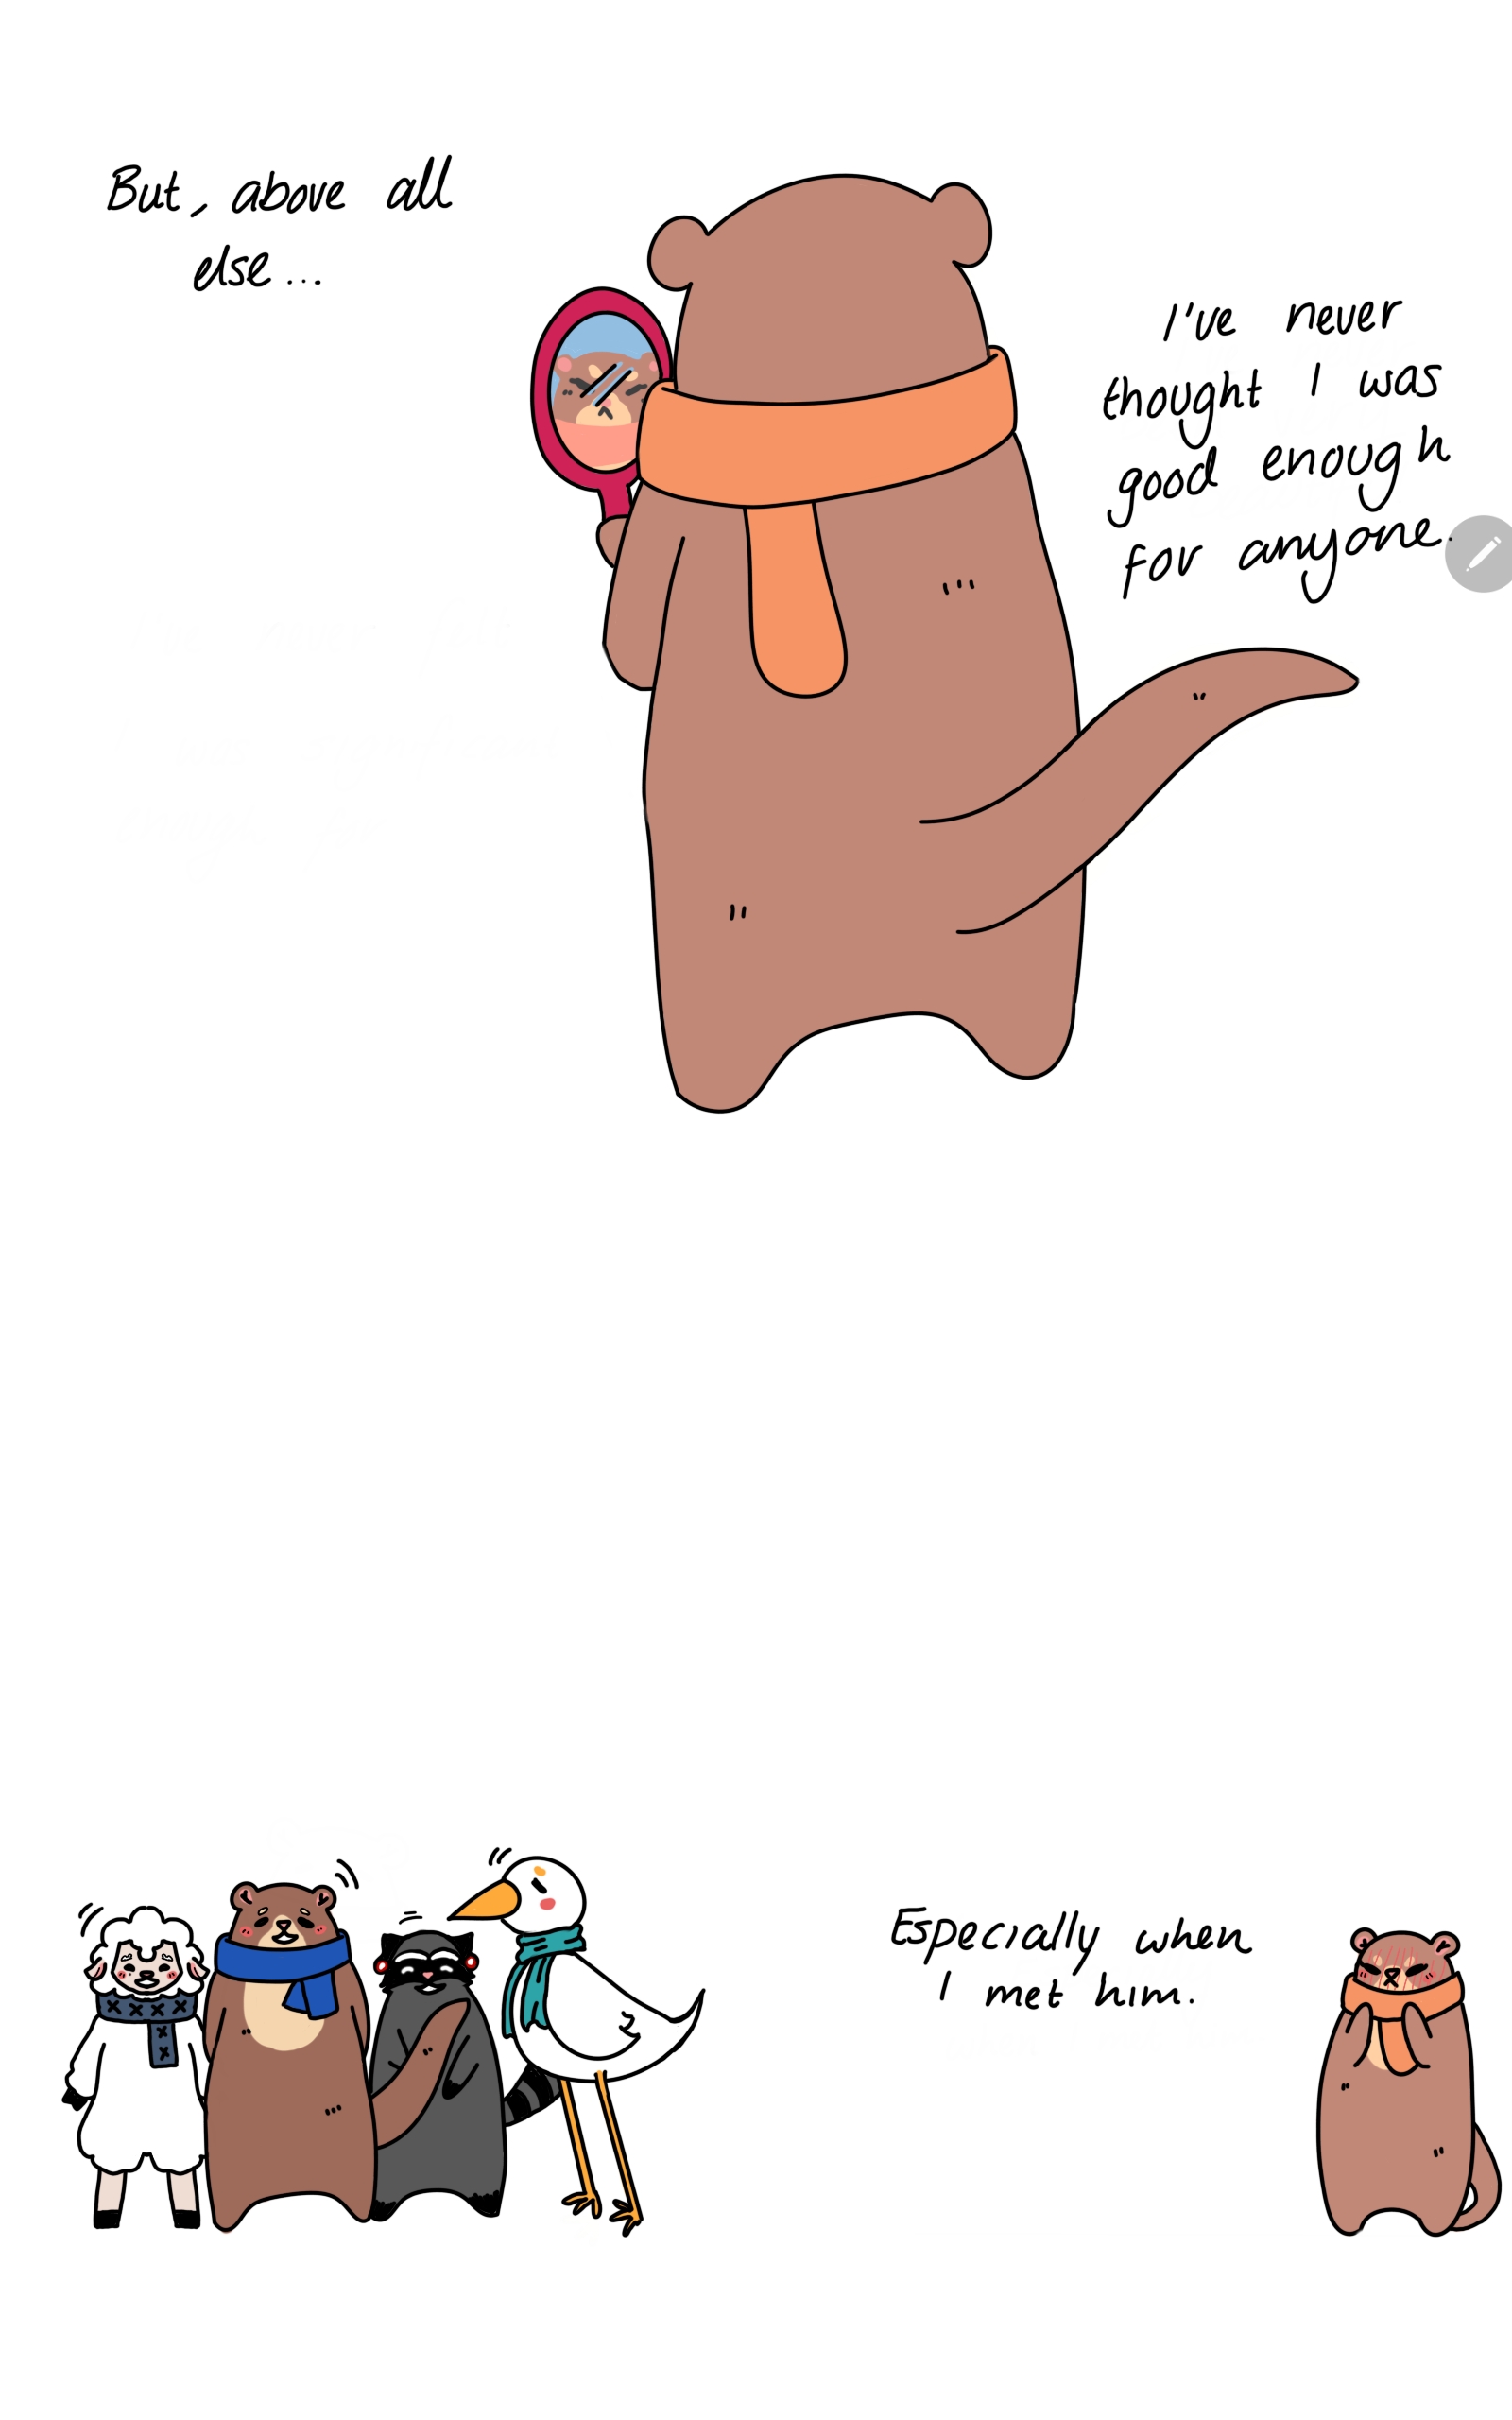 But, above all
else...
I've never
thought I was
good enough
for anyone.
Especially when
I met him.